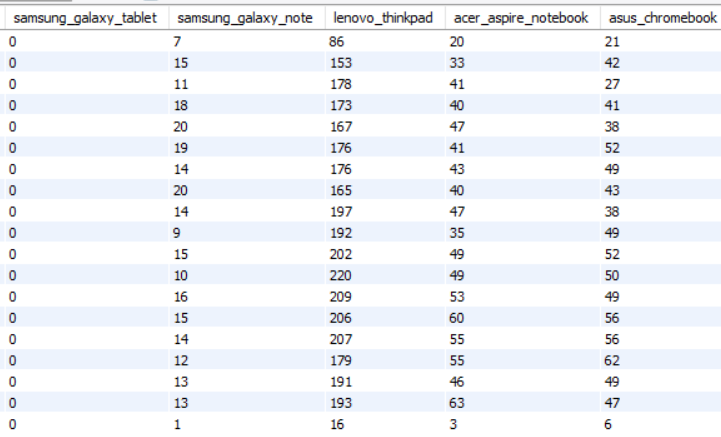 samsung_galaxy_tablet samsung_galaxy_note lenovo_thinkpad acer_aspire_notebook asus_chromebook
0 7 86 20 21
0 15 153 33 42
0 11 178 41 27
0 18 173 40 41
0 20 167 47 38
0 19 176 41 52
0 14 176 43 49
0 20 165 40 43
0 14 197 47 38
0 9 192 35 49
0 15 202 49 52
0 10 220 49 50
0 16 209 53 49
0 15 206 60 56
0 14 207 55 56
0 12 179 55 62
0 13 191 46 49
0 13 193 63 47
0 1 16 3 6